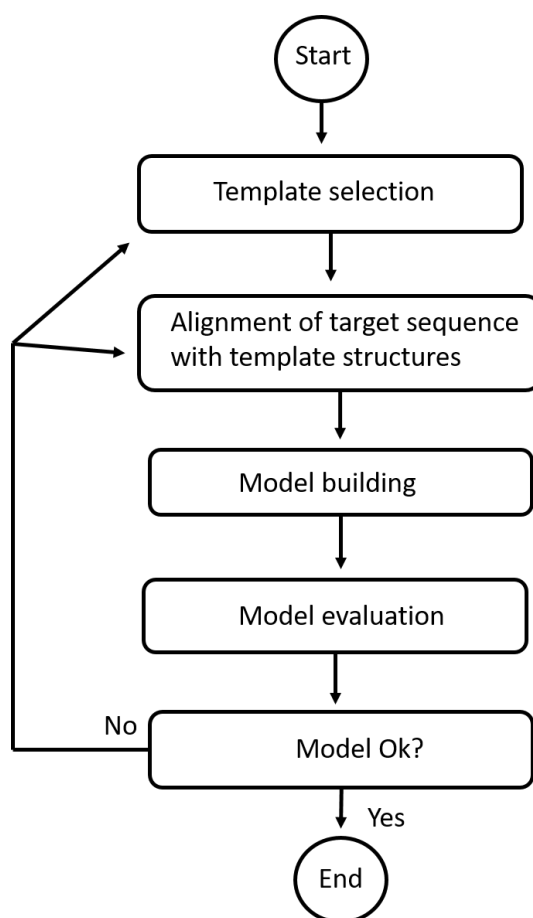 Start
Template selection
Alignment of target sequence
with template structures
Model building
Model evaluation
No
Model Ok?
Yes
End